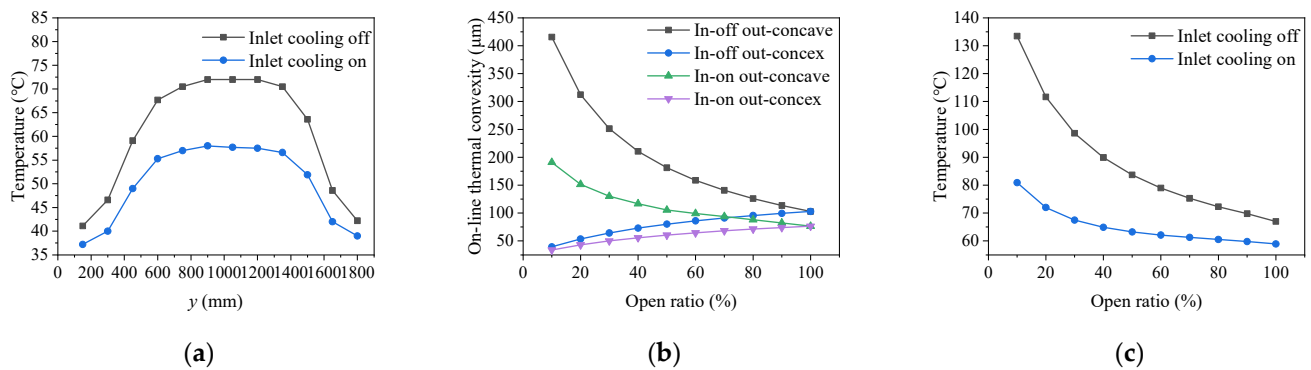 85
80
75
70
65
60
55
50
45
40
35
0 200 400 600 800 1000 1200 1400 1600 1800
Temperature (°C)
y (mm)
Inlet cooling off
Inlet cooling on
(a)
450
400
350
300
250
200
150
100
50
0 20 40 60 80 100
On-line thermal convexity (μm)
Open ratio (%)
In-off out-concave
In-off out-concex
In-on out-concave
In-on out-concex
(b)
140
130
120
110
100
90
80
70
60
0 20 40 60 80 100
Temperature (°C)
Open ratio (%)
Inlet cooling off
Inlet cooling on
(c)